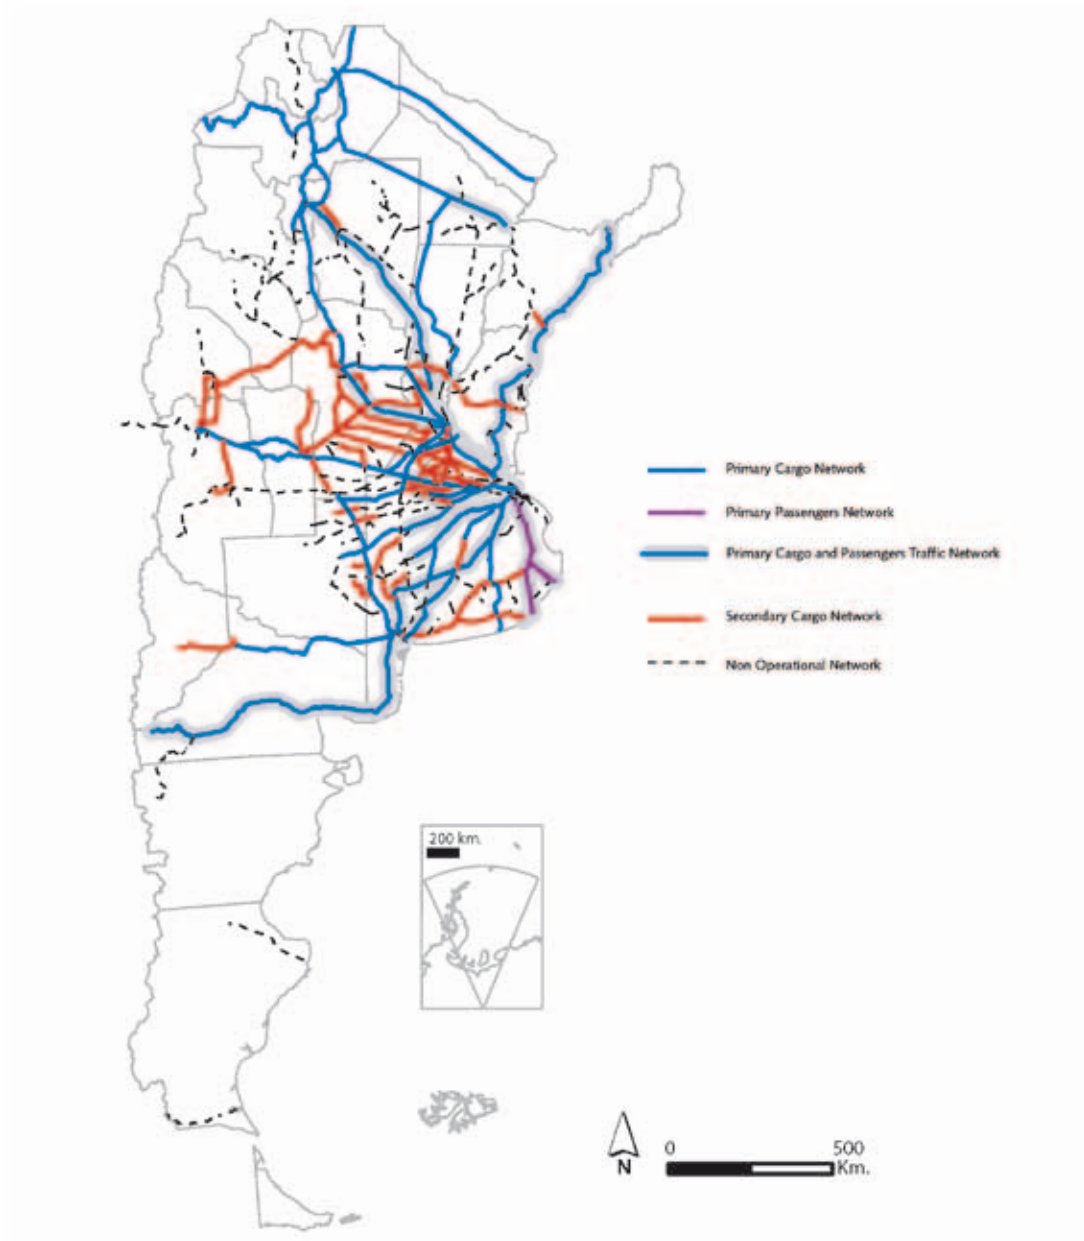 Primary Cargo Network
Primary Passengers Network
Primary Cargo and Passengers Traffic Network
Secondary Cargo Network
Non Operational Network
200 km.
N
0 500
Km.